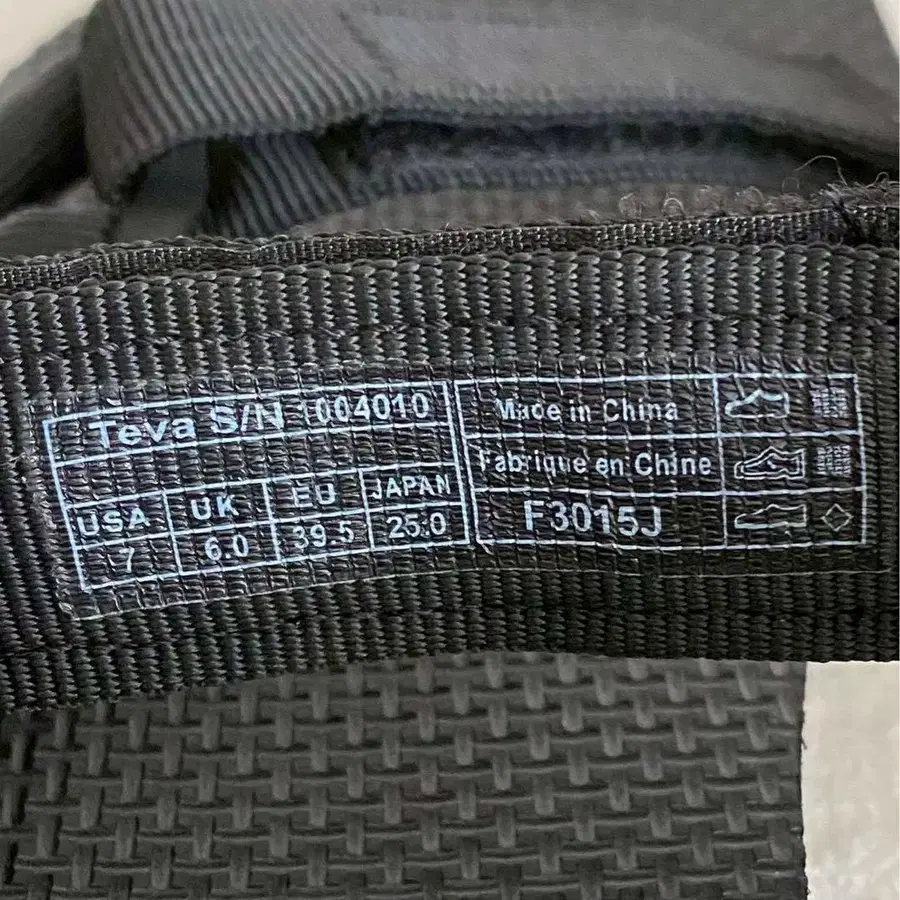 Teva S/N 1004010
USA UK EU JAPAN
7 6.0 39.5 25.0
Made in China
Fabrique en Chine
F3015J